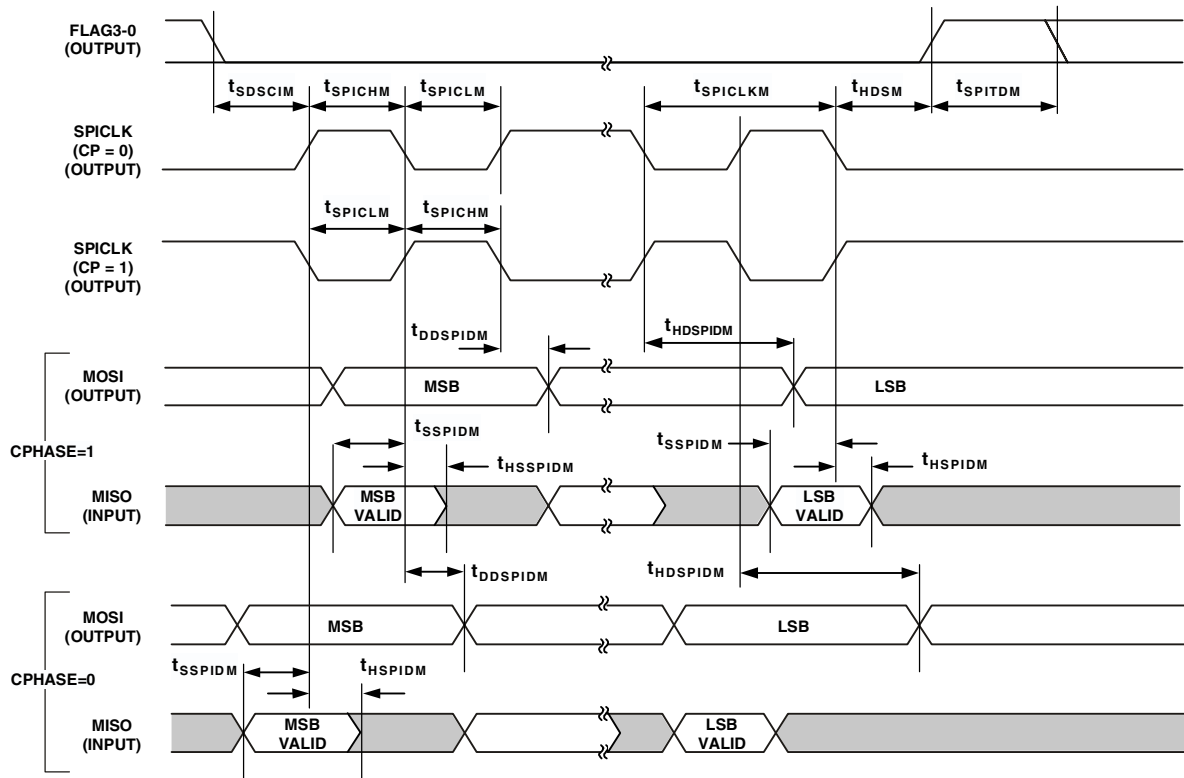 FLAG3-0
(OUTPUT)
tSDSCIM
tSPICHM
tSPICLM
tSPICLKM
tHDSM
tSPITDM
SPICLK
(CP = 0)
(OUTPUT)
tSPICLM
tSPICHM
SPICLK
(CP = 1)
(OUTPUT)
tDDSPIDM
tHDSPIDM
CPHASE=1
MOSI
(OUTPUT)
MSB
LSB
tSSPIDM
tHSSPIDM
tSSPIDM
tHSPIDM
MISO
(INPUT)
MSB
VALID
LSB
VALID
tDDSPIDM
tHDSPIDM
CPHASE=0
MOSI
(OUTPUT)
MSB
LSB
tSSPIDM
tHSPIDM
MISO
(INPUT)
MSB
VALID
LSB
VALID